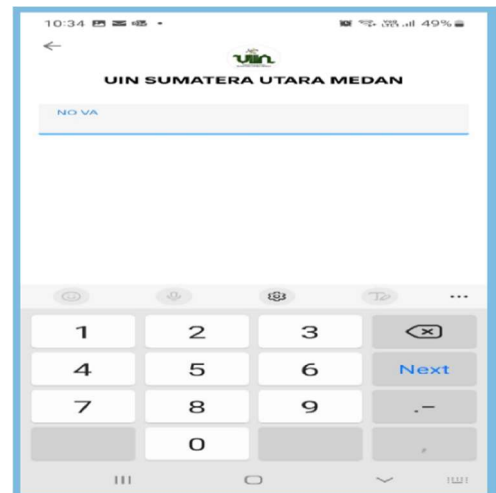 10:34 49%
UIN
UIN SUMATERA UTARA MEDAN
NO VA
1 2 3
4 5 6 Next
7 8 9 .–
0 ,